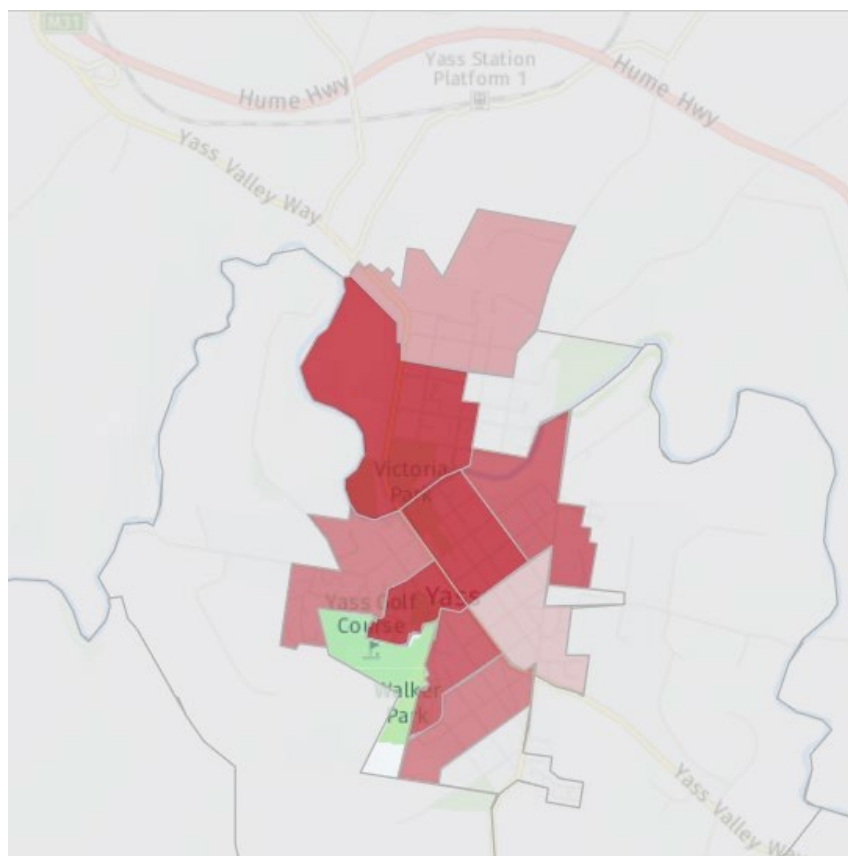 M31
Yass Station
Platform 1
Hume Hwy
Hume Hwy
Yass Valley Way
Victoria
Park
Yass Golf
Course
Yass
Walker
Park
Yass Valley Way